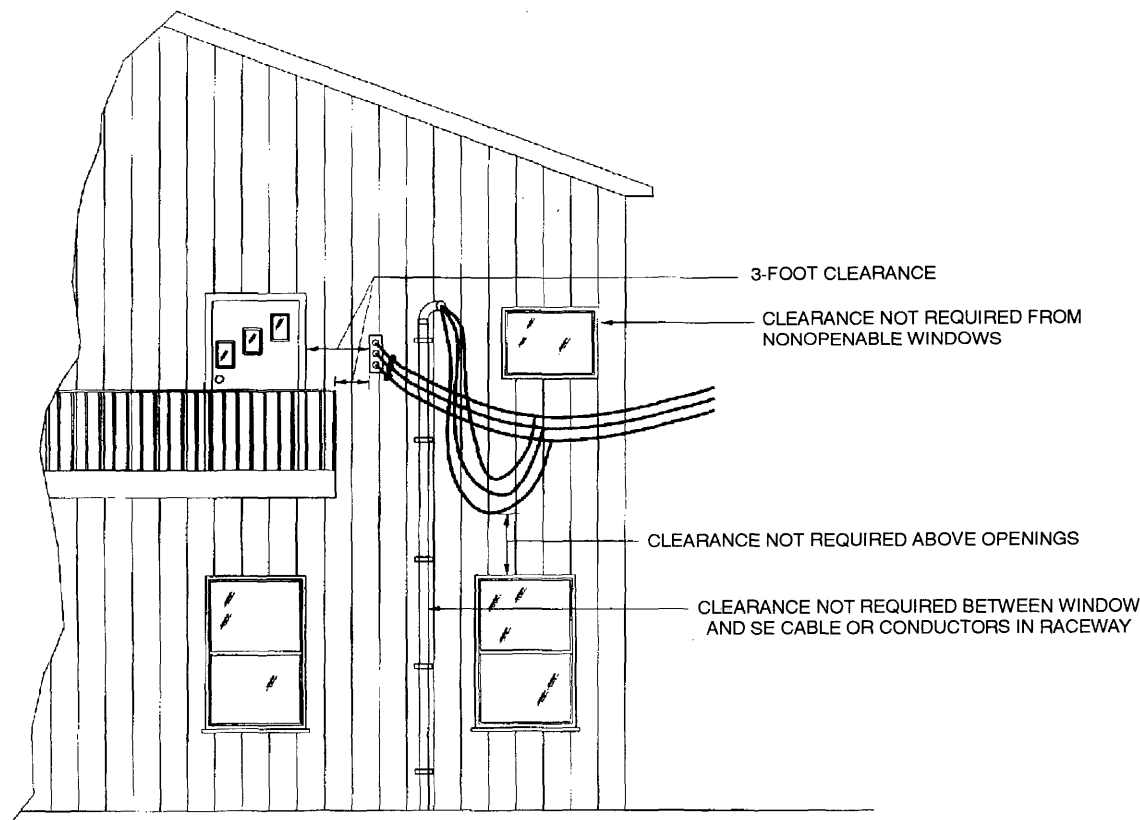 3-FOOT CLEARANCE
CLEARANCE NOT REQUIRED FROM
NONOPENABLE WINDOWS
CLEARANCE NOT REQUIRED ABOVE OPENINGS
CLEARANCE NOT REQUIRED BETWEEN WINDOW
AND SE CABLE OR CONDUCTORS IN RACEWAY